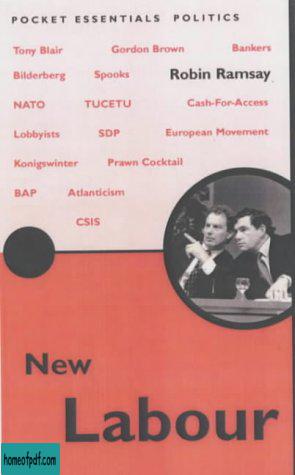 POCKET ESSENTIALS POLITICS
Tony Blair Gordon Brown Bankers
Bilderberg Spooks Robin Ramsay
NATO TUCETU Cash-For-Access
Lobbyists SDP European Movement
Konigswinter Prawn Cocktail
BAP Atlanticism
CSIS
New
Labour
homeofpdf.com